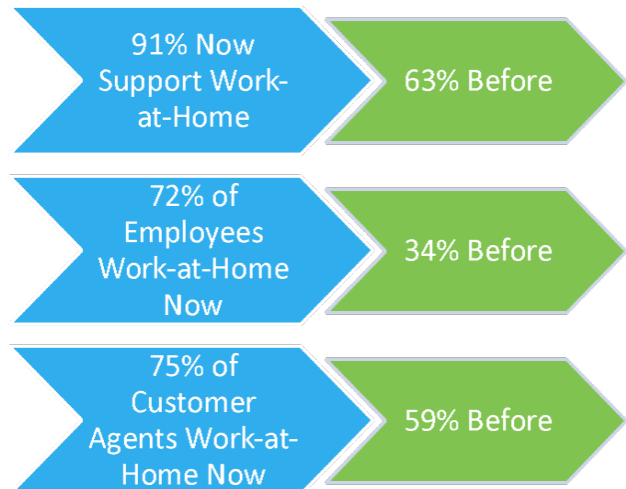 91% Now
Support Work-
at-Home
63% Before
72% of
Employees
Work-at-Home
Now
34% Before
75% of
Customer
Agents Work-at-
Home Now
59% Before